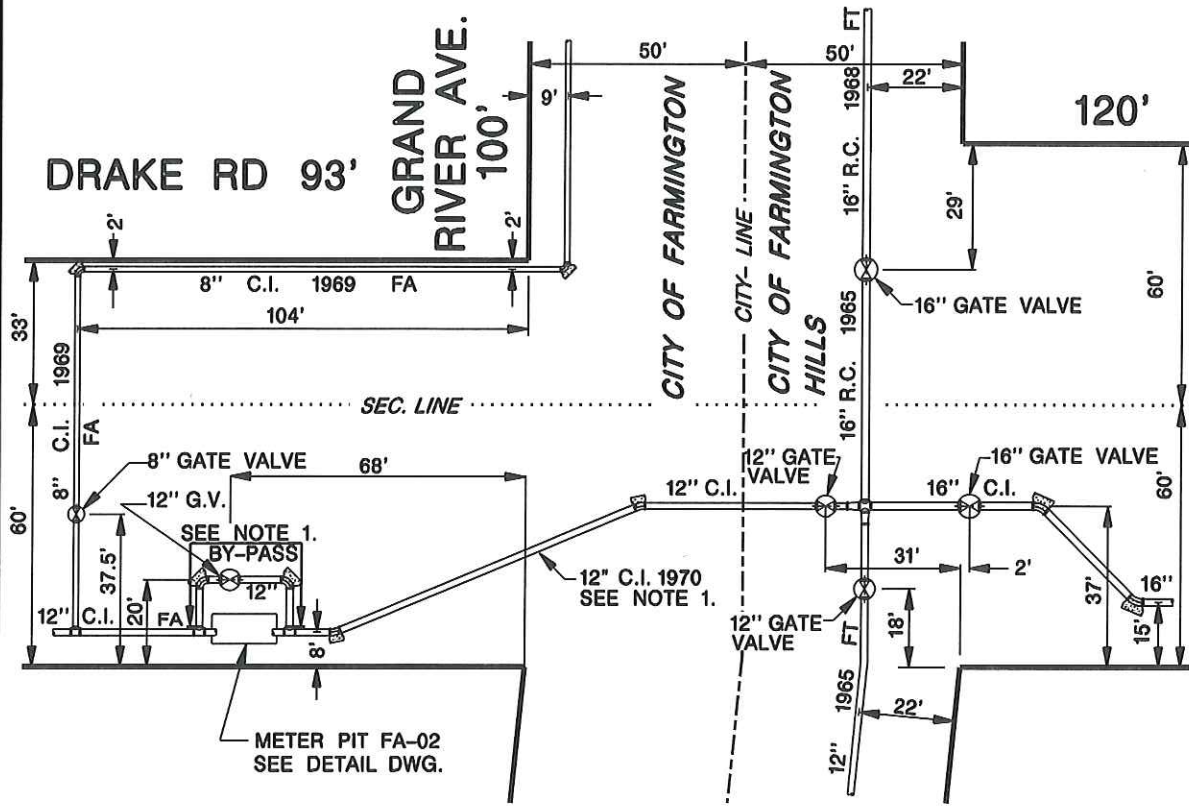 50'
50'
9'
22'
GRAND
RIVER AVE.
100'
DRAKE RD 93'
120'
CITY OF FARMINGTON
CITY- LINE
CITY OF FARMINGTON
HILLS
16" R.C. 1968 FT
29'
60'
2'
2'
8" C.I. 1969 FA
104'
33'
8" C.I. 1969
FA
16" GATE VALVE
16" R.C. 1965
SEC. LINE
60'
8" GATE VALVE
68'
12" G.V.
SEE NOTE 1.
BY-PASS
12"
37.5'
20'
12" C.I. FA
8'
12" C.I.
12" GATE
VALVE
16" GATE VALVE
16" C.I.
60'
31'
2'
37'
16"
15'
12" C.I. 1970
SEE NOTE 1.
12" GATE
VALVE
18'
12" 1965 FT
22'
METER PIT FA-02
SEE DETAIL DWG.